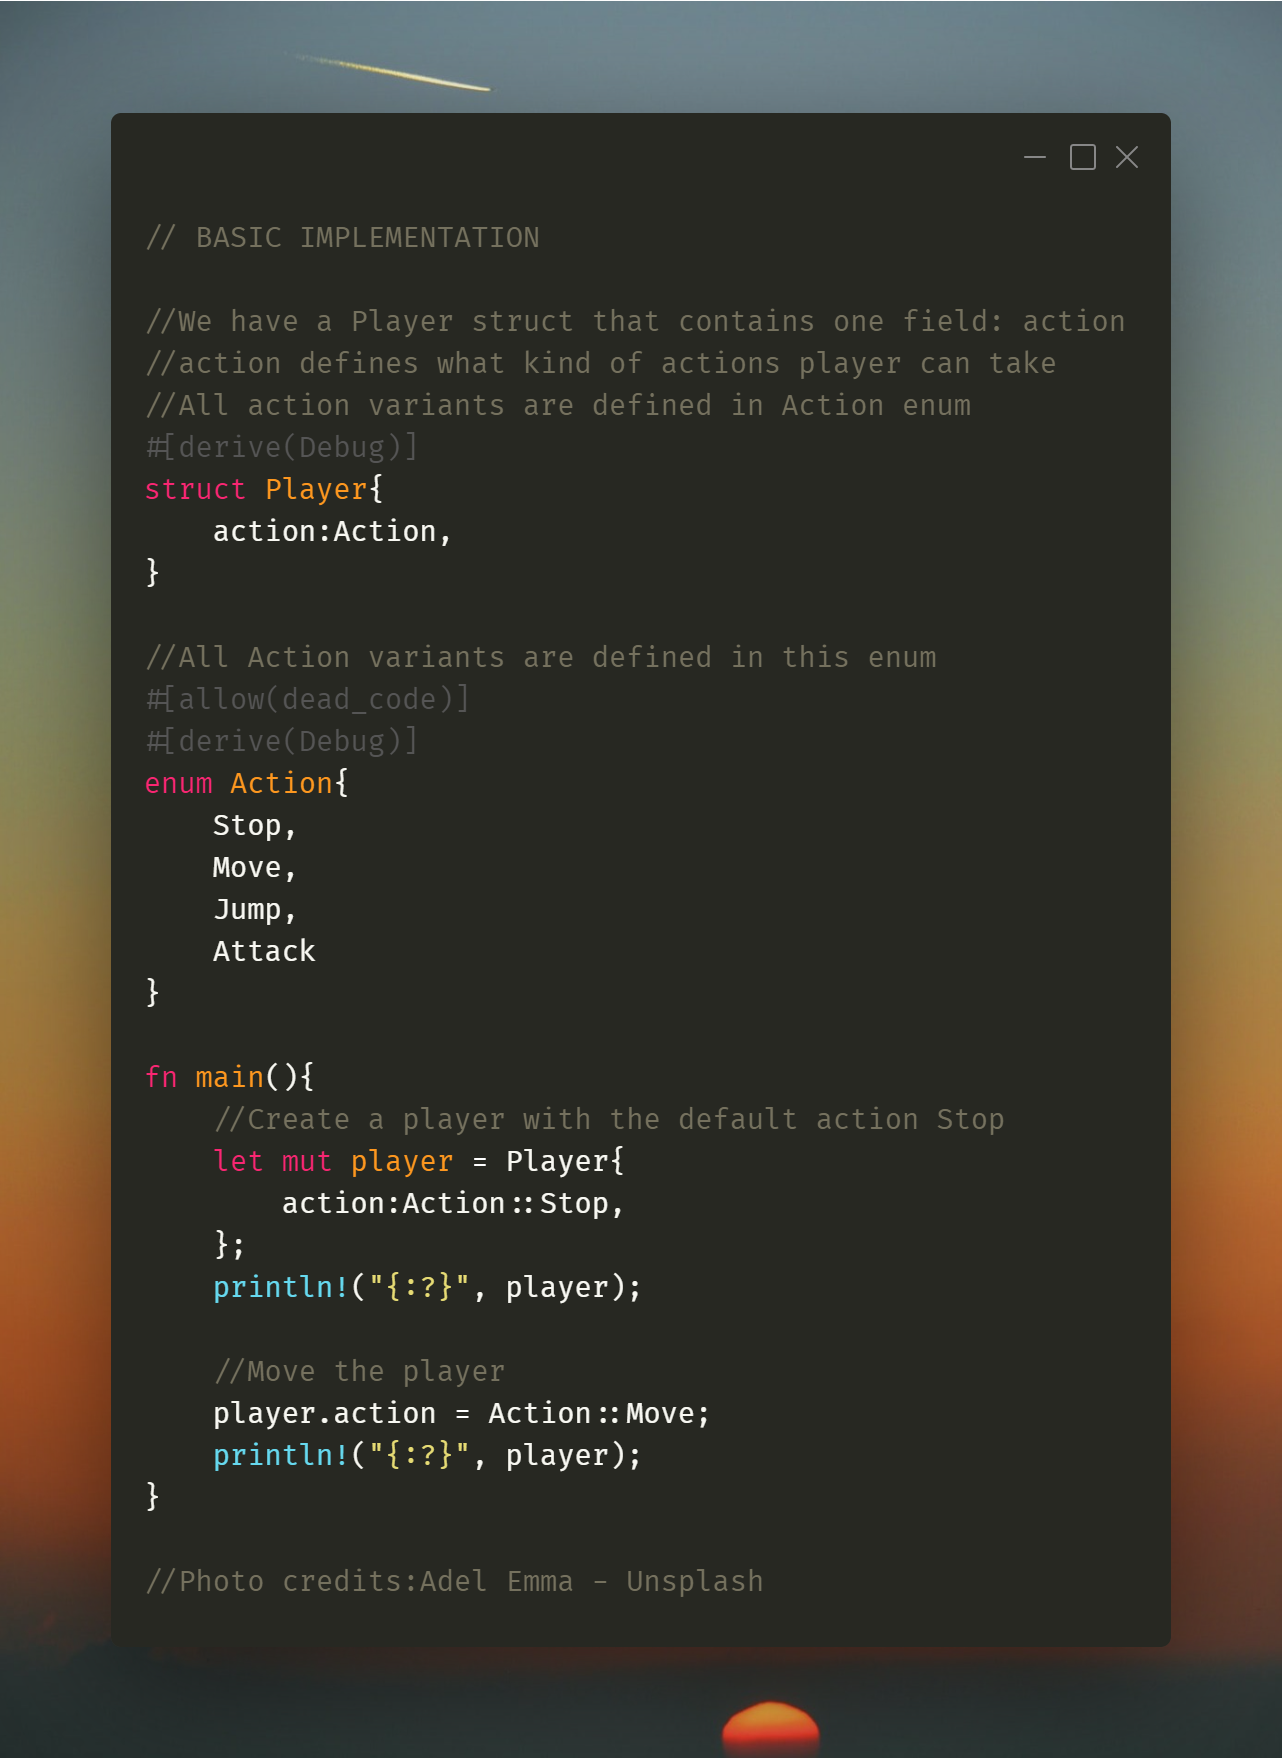 // BASIC IMPLEMENTATION
//We have a Player struct that contains one field: action
//action defines what kind of actions player can take
//All action variants are defined in Action enum
#[derive(Debug)]
struct Player{
    action:Action,
}
//All Action variants are defined in this enum
#[allow(dead_code)]
#[derive(Debug)]
enum Action{
    Stop,
    Move,
    Jump,
    Attack
}
fn main(){
    //Create a player with the default action Stop
    let mut player = Player{
        action:Action::Stop,
    };
    println!("{:?}", player);
    //Move the player
    player.action = Action::Move;
    println!("{:?}", player);
}
//Photo credits:Adel Emma - Unsplash